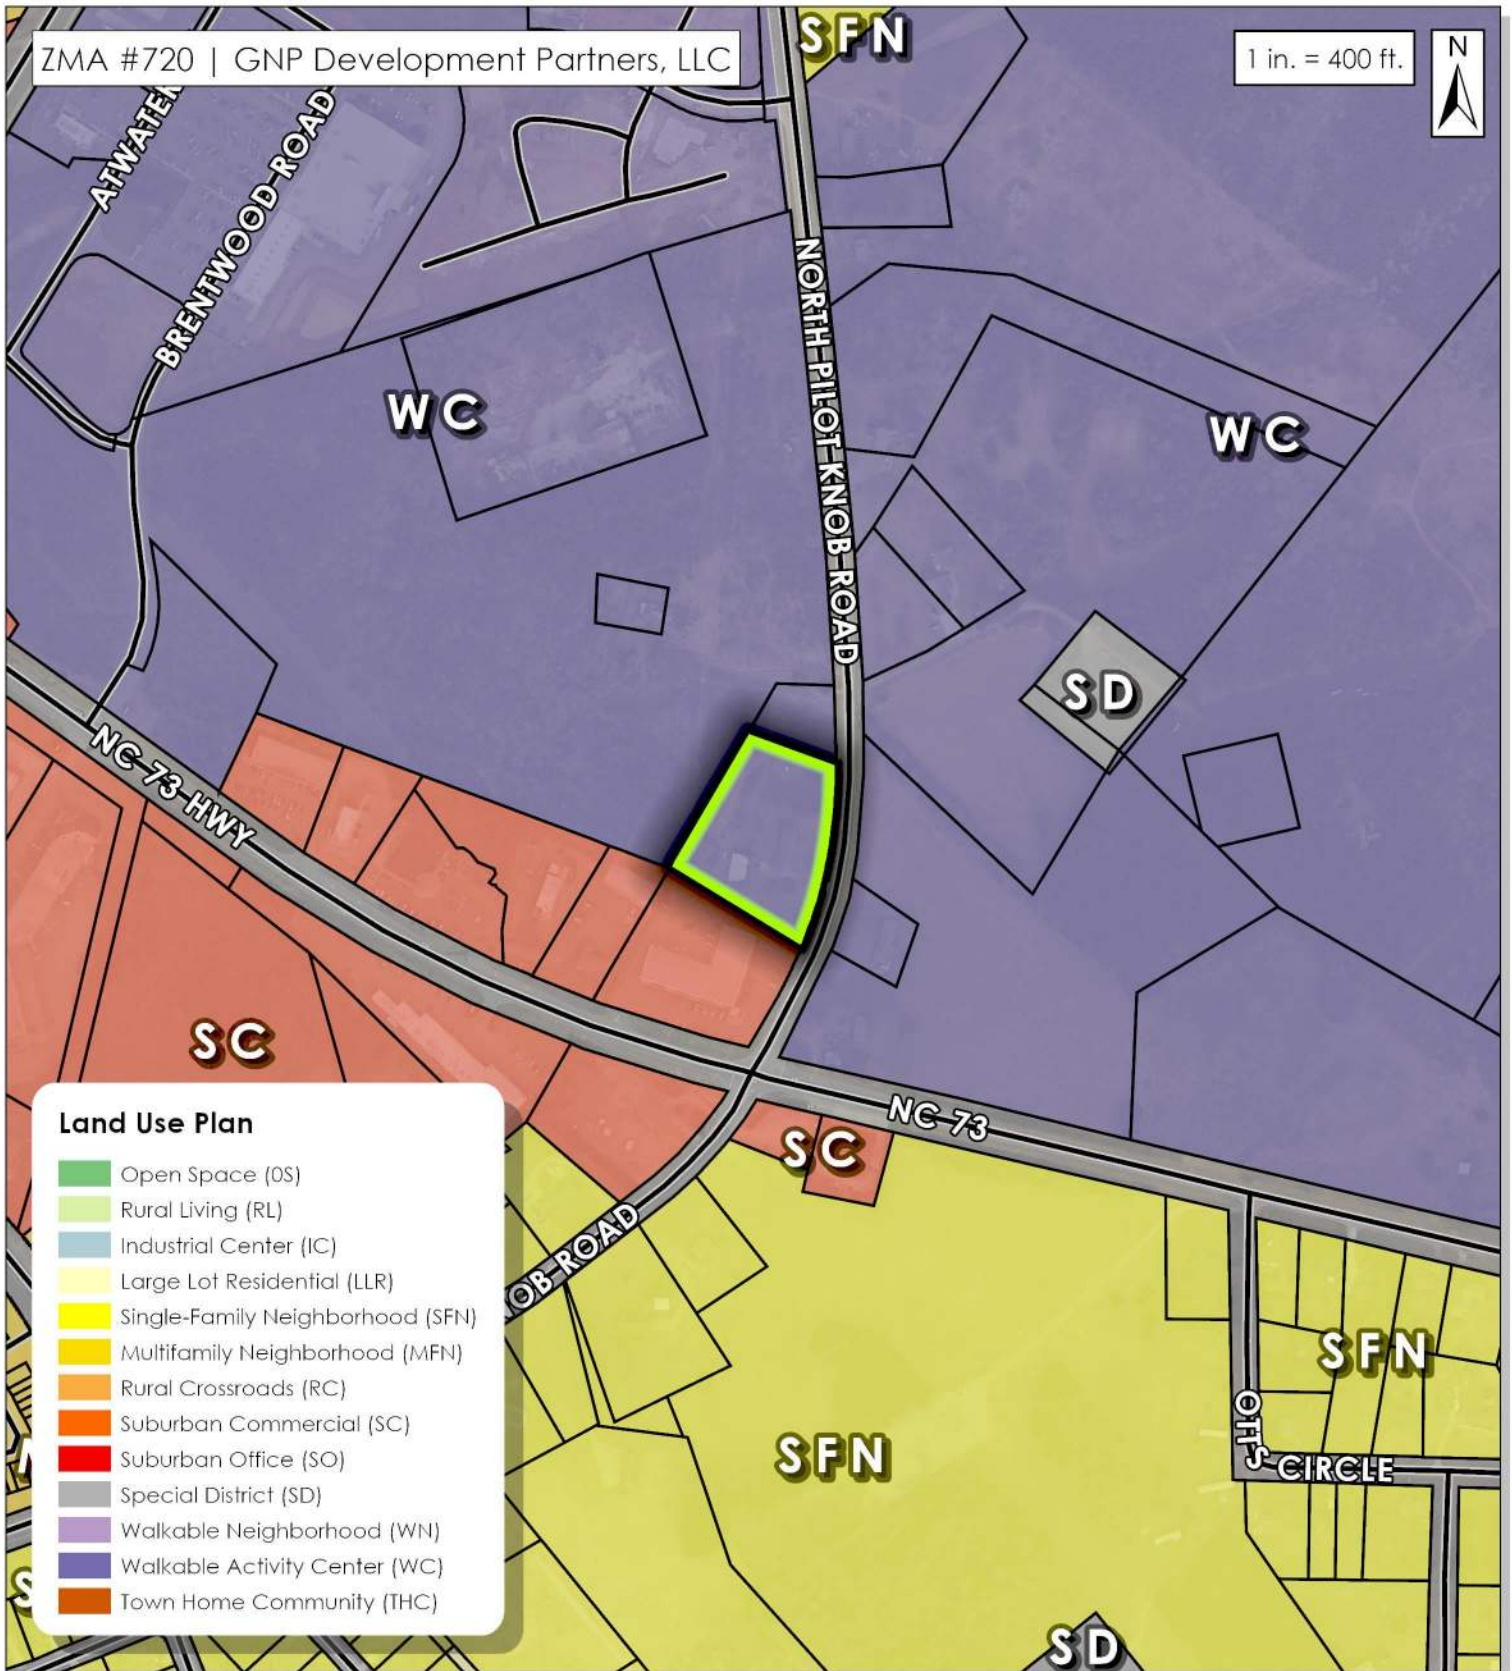 ZMA #720 | GNP Development Partners, LLC
SFN
1 in. = 400 ft.
N
ATWATER
BRENTWOOD ROAD
NORTH PILOT KNOB ROAD
WC
WC
SD
NC 73 HWY
SC
NC 73
SC
OB ROAD
SFN
SFN
OTTS CIRCLE
SD
Land Use Plan
Open Space (OS)
Rural Living (RL)
Industrial Center (IC)
Large Lot Residential (LLR)
Single-Family Neighborhood (SFN)
Multifamily Neighborhood (MFN)
Rural Crossroads (RC)
Suburban Commercial (SC)
Suburban Office (SO)
Special District (SD)
Walkable Neighborhood (WN)
Walkable Activity Center (WC)
Town Home Community (THC)